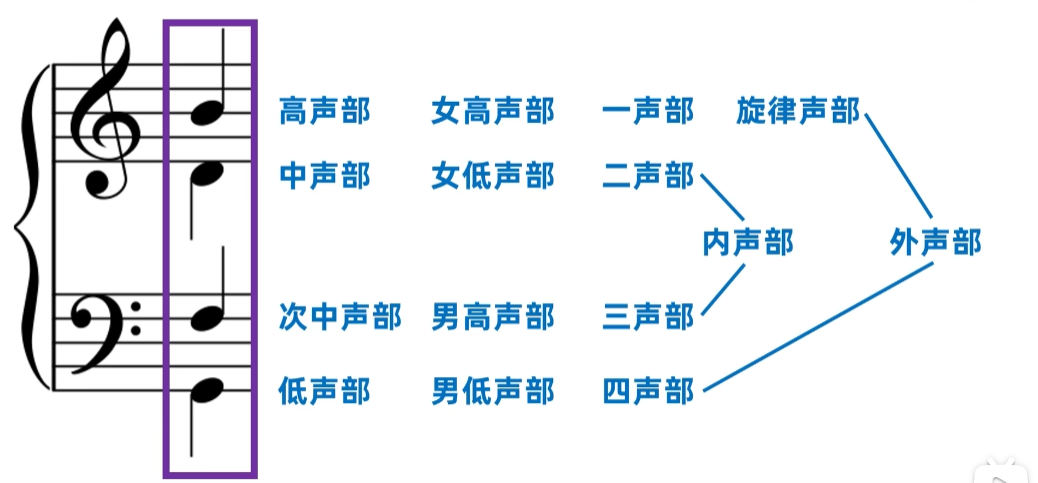 高声部 女高声部 一声部 旋律声部
中声部 女低声部 二声部
内声部 外声部
次中声部 男高声部 三声部
低声部 男低声部 四声部